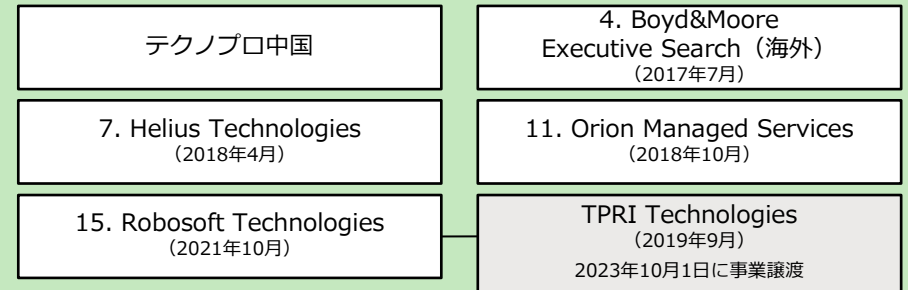 テクノプロ中国
4. Boyd&Moore
Executive Search（海外）
（2017年7月）
7. Helius Technologies
（2018年4月）
11. Orion Managed Services
（2018年10月）
15. Robosoft Technologies
（2021年10月）
TPRI Technologies
（2019年9月）
2023年10月1日に事業譲渡